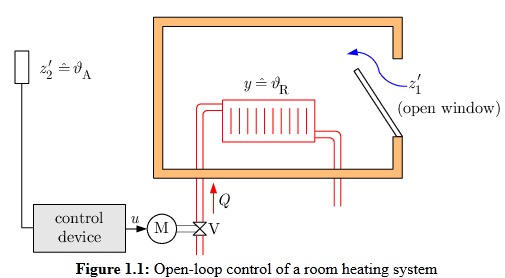 z′₂ ≙ ϑ_A
y ≙ ϑ_R
z′₁
(open window)
Q
control
device
u
M
V
Figure 1.1: Open-loop control of a room heating system